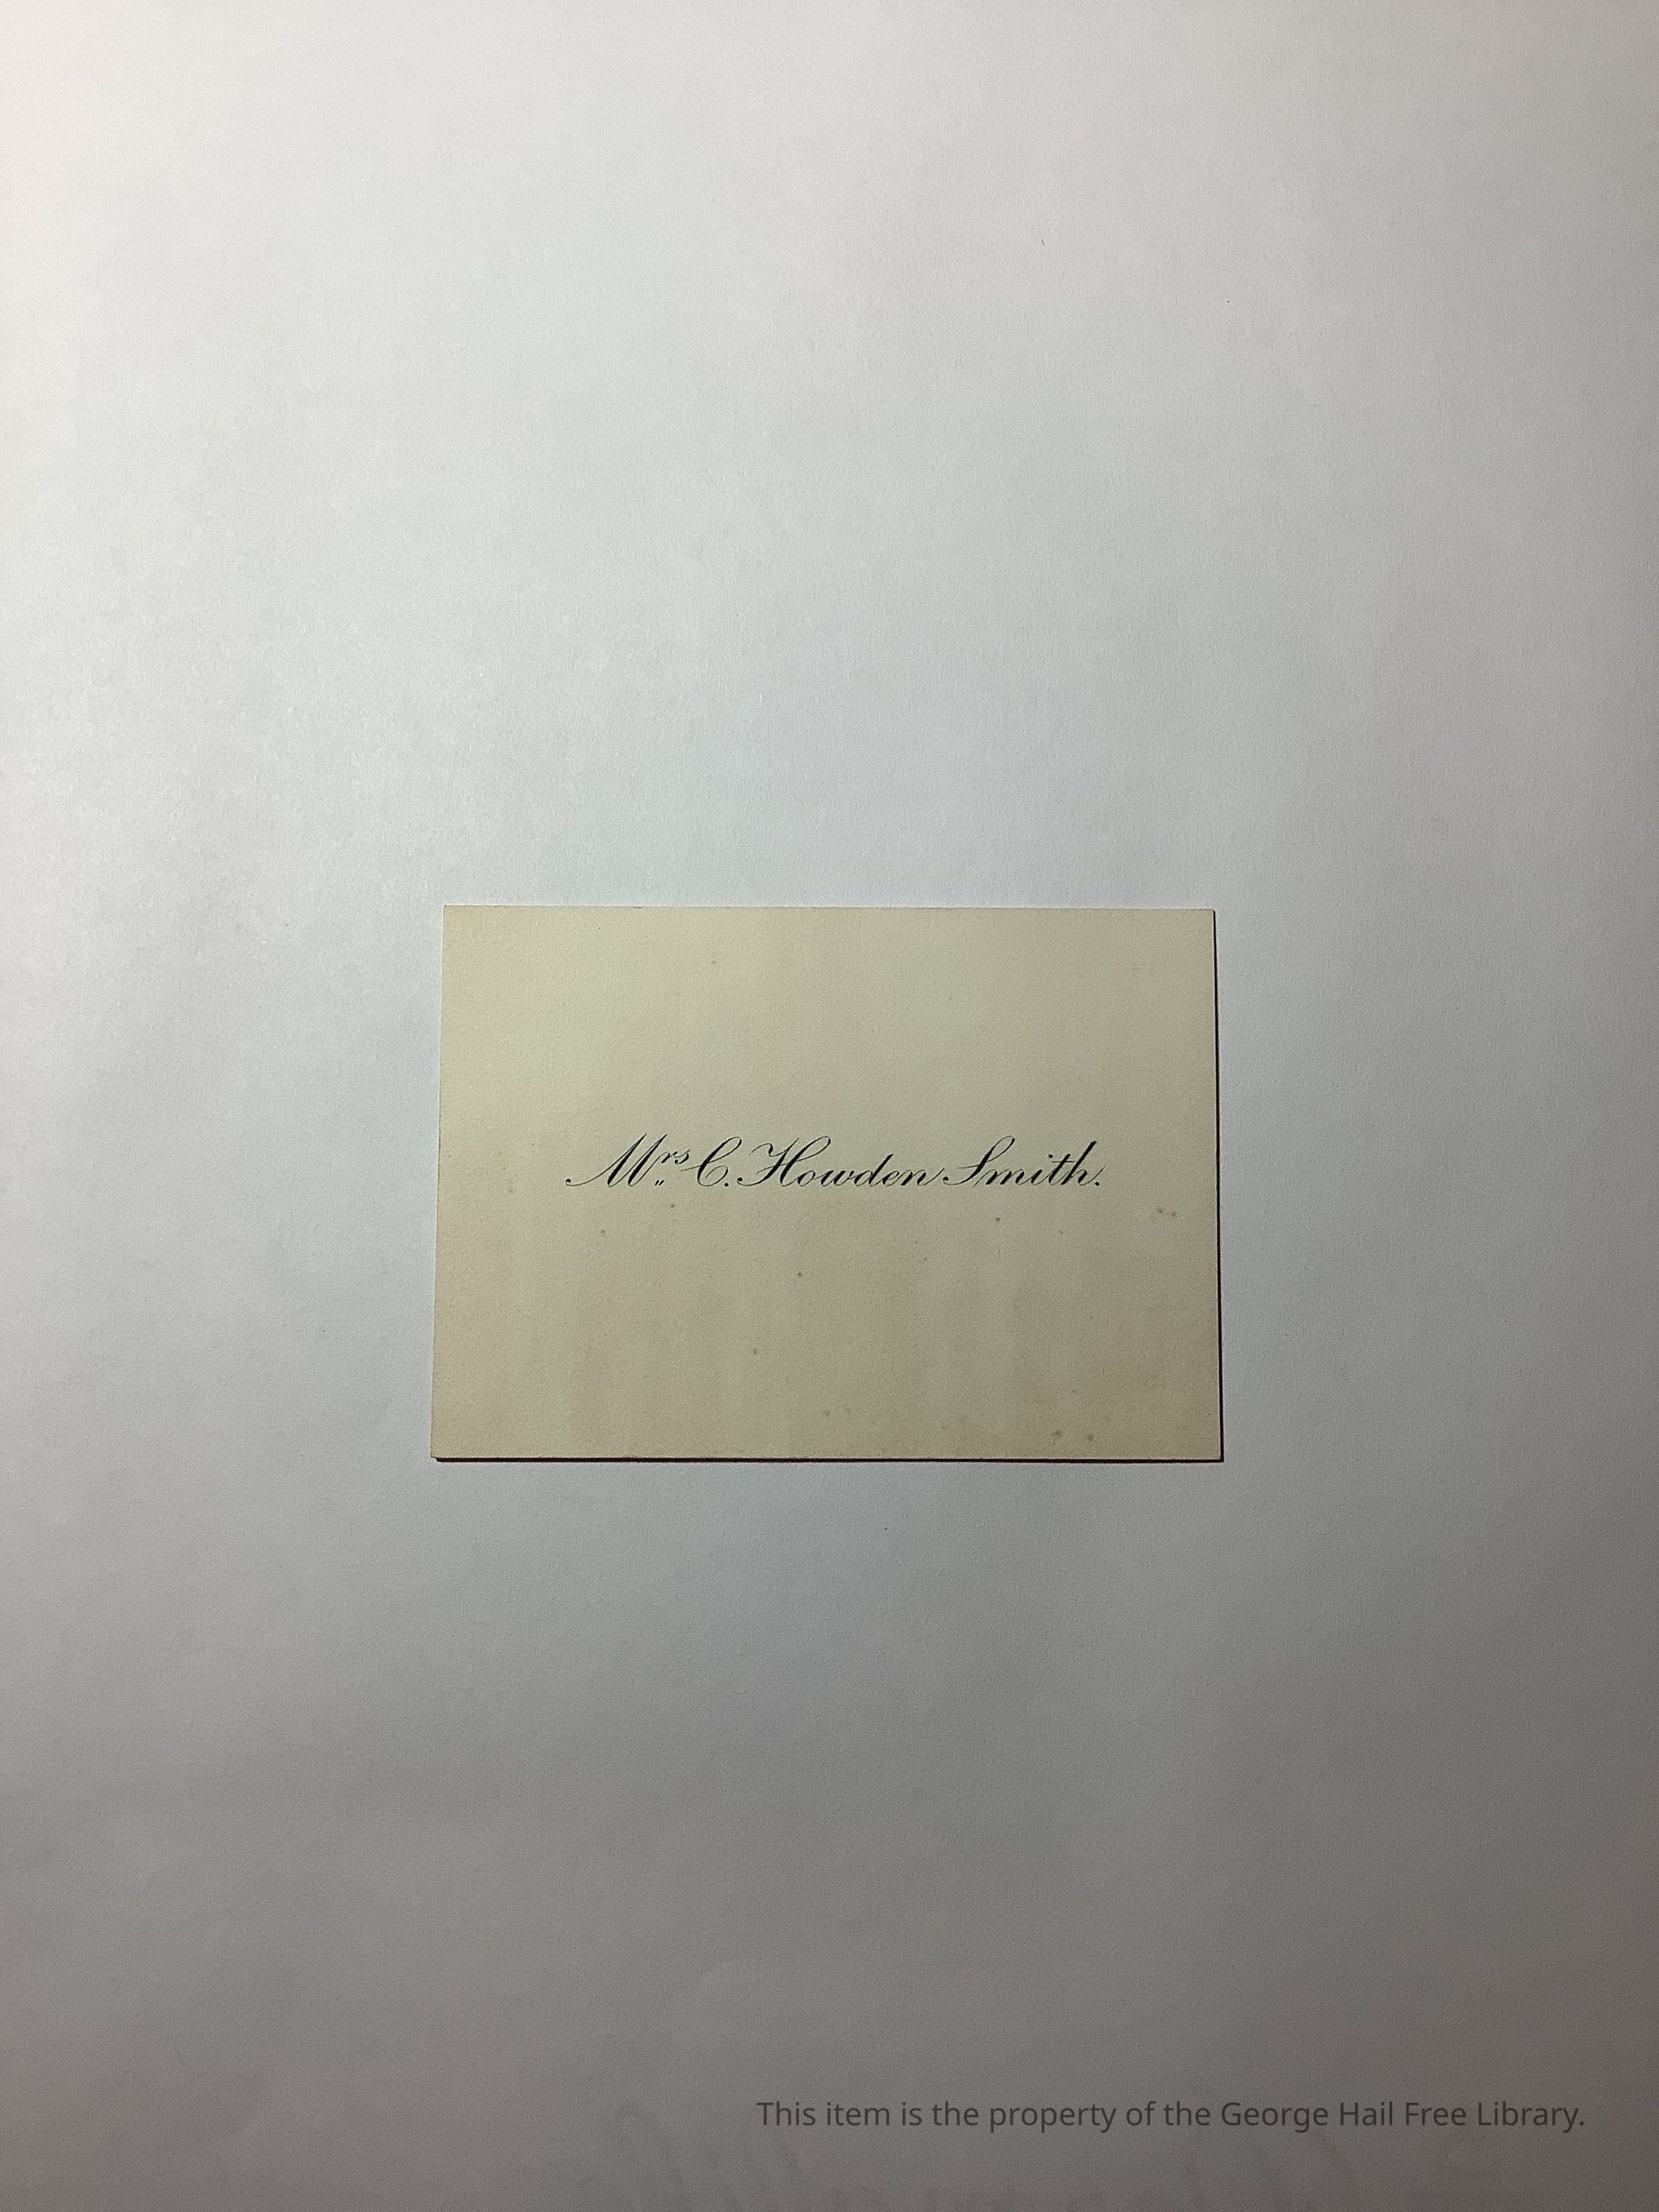 Mrs C. Howden Smith.
This item is the property of the George Hail Free Library.